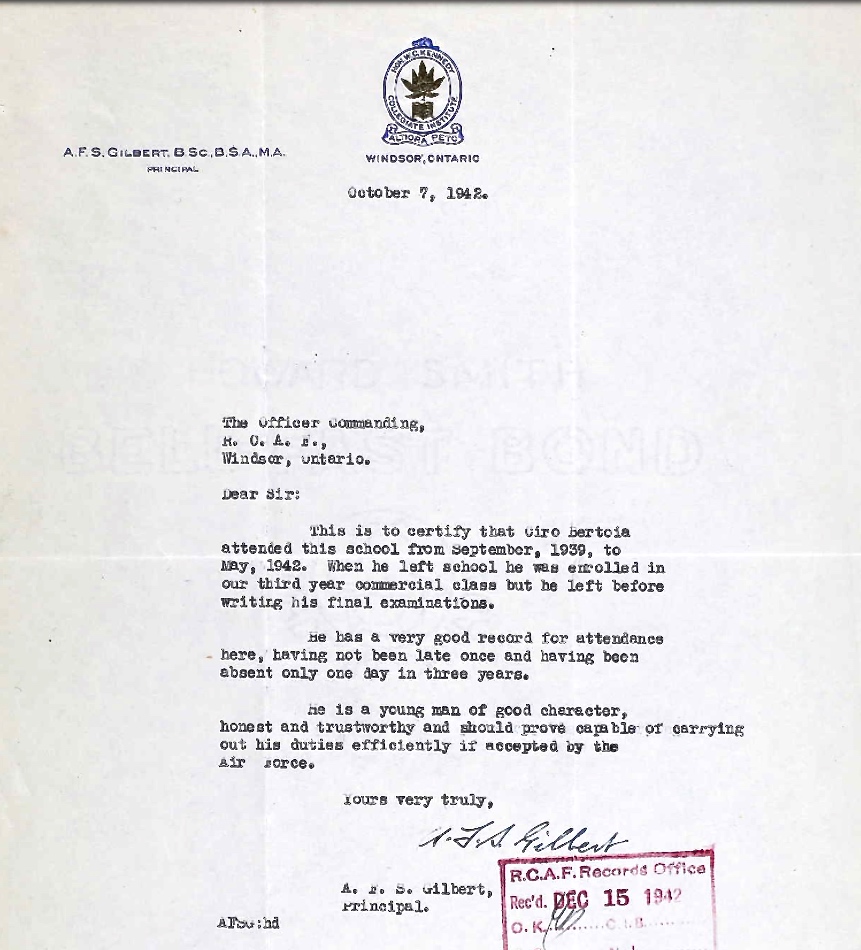 HON. W.C. KENNEDY
COLLEGIATE INSTITUTE
ALTIORA PETO
WINDSOR, ONTARIO
A.F.S. GILBERT, B.Sc., B.S.A., M.A.
PRINCIPAL
October 7, 1942.
The Officer Commanding,
R. C. A. F.,
Windsor, Ontario.
Dear Sir:
This is to certify that Ciro Bertoia
attended this school from September, 1939, to
May, 1942. When he left school he was enrolled in
our third year commercial class but he left before
writing his final examinations.
He has a very good record for attendance
here, having not been late once and having been
absent only one day in three years.
He is a young man of good character,
honest and trustworthy and should prove capable of carrying
out his duties efficiently if accepted by the
Air Force.
Yours very truly,
A.F.S. Gilbert
A. F. S. Gilbert,
Principal.
AFSG:hd
R.C.A.F. Records Office
Rec'd. DEC 15 1942
O.K. ........C.I.B.........